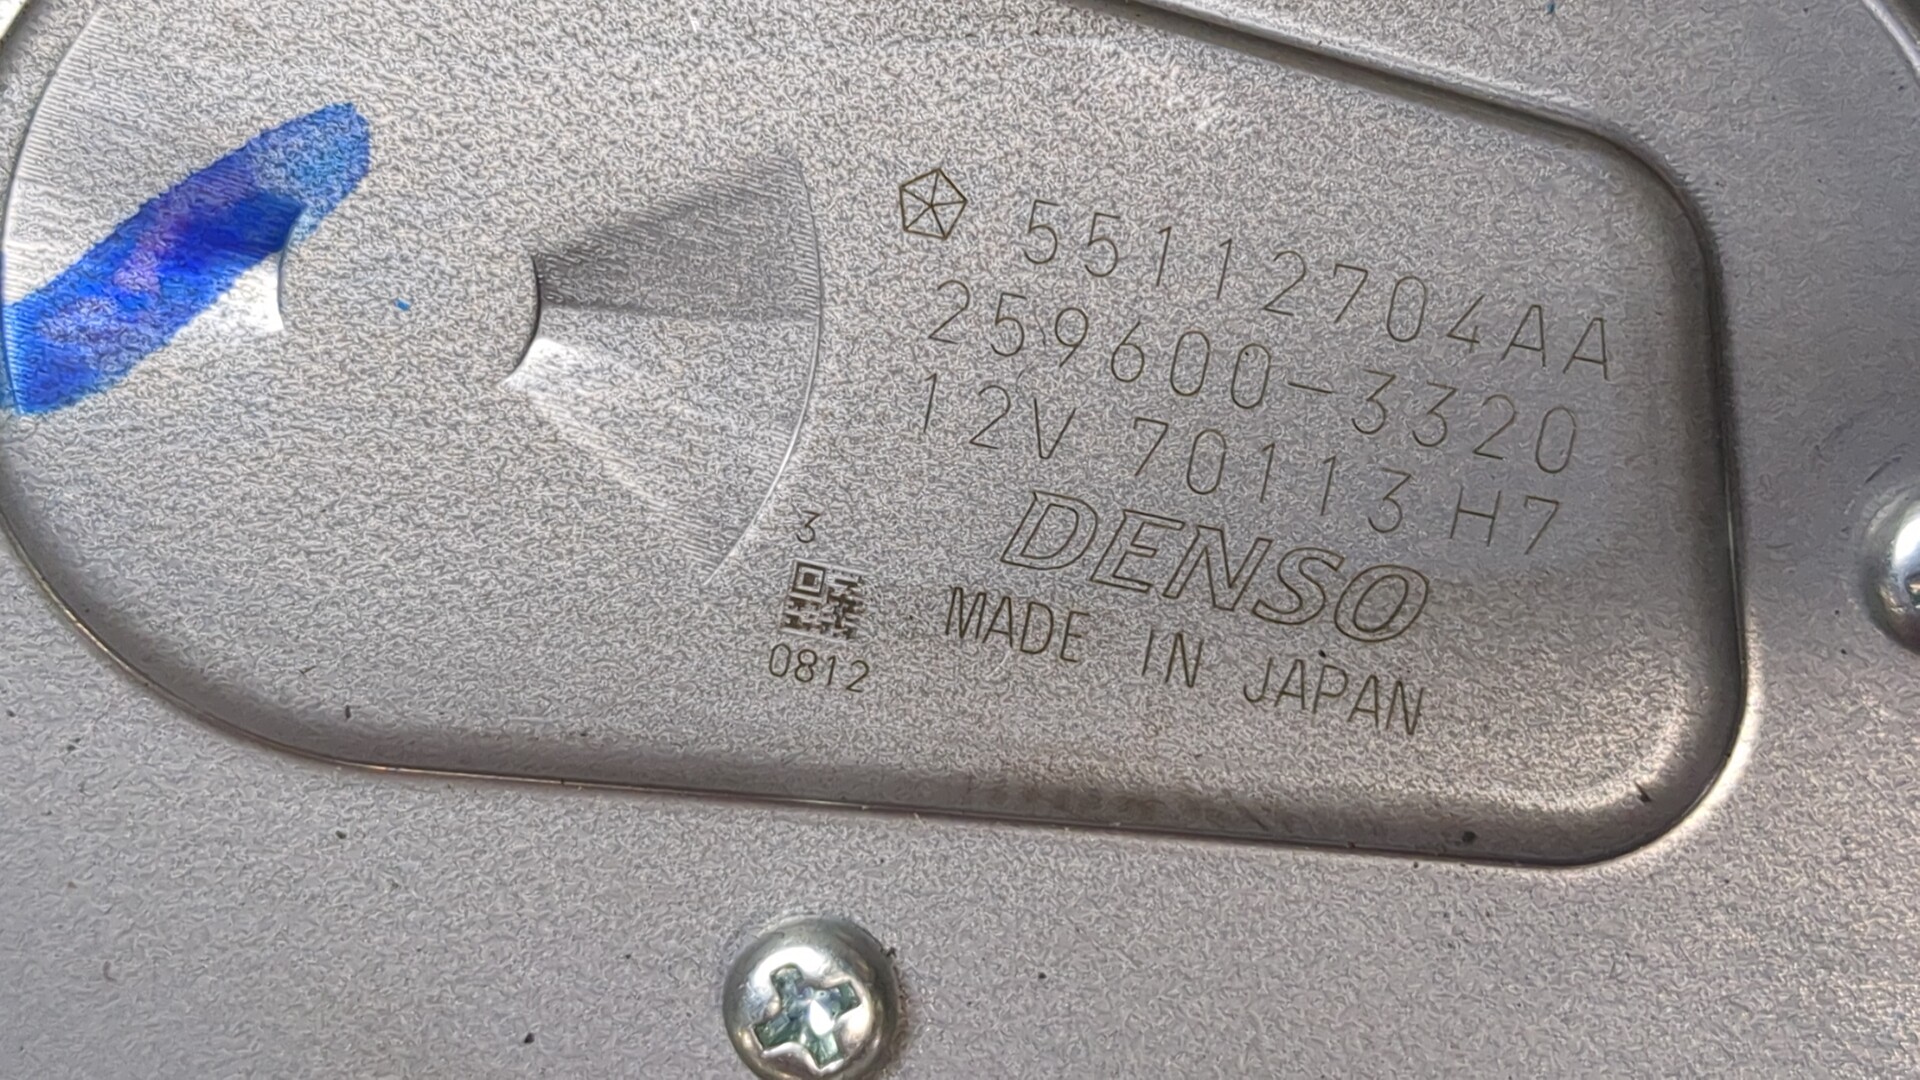 55112704AA
259600-3320
12V 70113H7
DENSO
MADE IN JAPAN
3
0812